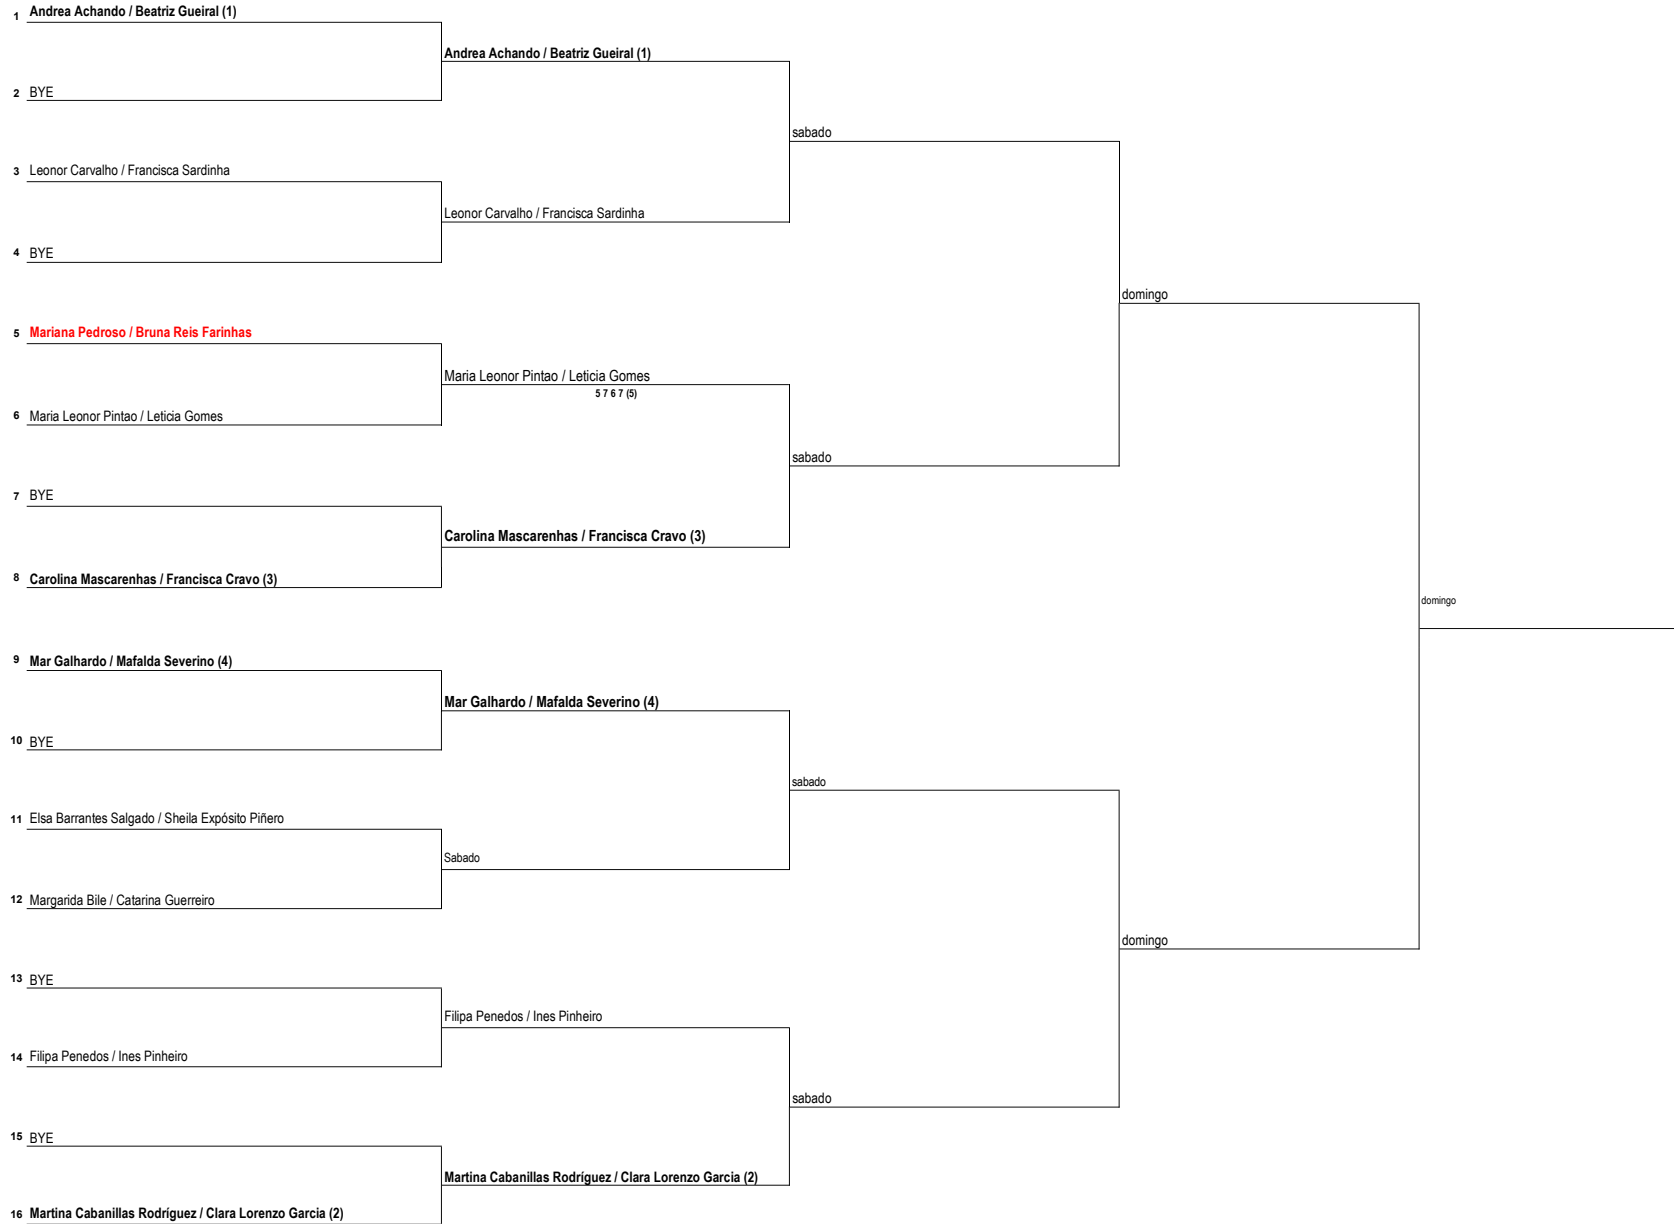 1 Andrea Achando / Beatriz Gueiral (1)
Andrea Achando / Beatriz Gueiral (1)
2 BYE
sabado
3 Leonor Carvalho / Francisca Sardinha
Leonor Carvalho / Francisca Sardinha
4 BYE
domingo
5 Mariana Pedroso / Bruna Reis Farinhas
Maria Leonor Pintao / Leticia Gomes
5 7 6 7 (5)
6 Maria Leonor Pintao / Leticia Gomes
sabado
7 BYE
Carolina Mascarenhas / Francisca Cravo (3)
8 Carolina Mascarenhas / Francisca Cravo (3)
domingo
9 Mar Galhardo / Mafalda Severino (4)
Mar Galhardo / Mafalda Severino (4)
10 BYE
sabado
11 Elsa Barrantes Salgado / Sheila Expósito Piñero
Sabado
12 Margarida Bile / Catarina Guerreiro
domingo
13 BYE
Filipa Penedos / Ines Pinheiro
14 Filipa Penedos / Ines Pinheiro
sabado
15 BYE
Martina Cabanillas Rodríguez / Clara Lorenzo Garcia (2)
16 Martina Cabanillas Rodríguez / Clara Lorenzo Garcia (2)